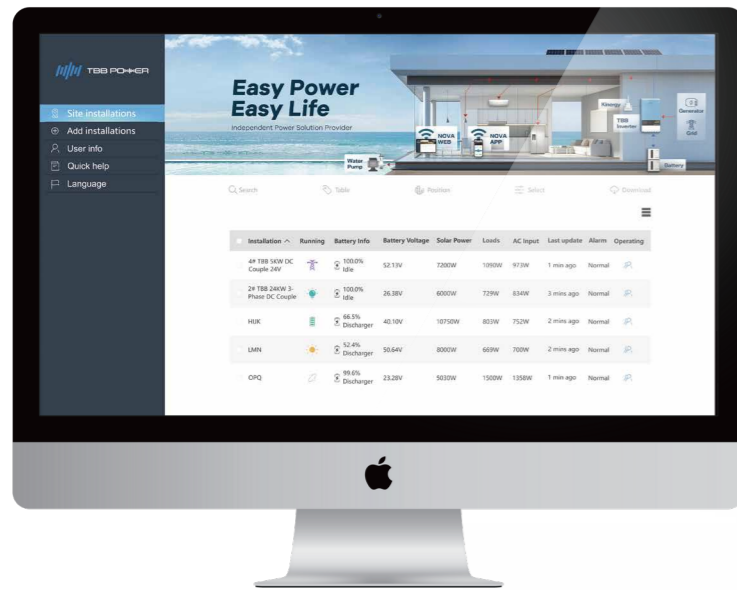 TBB POWER
Site installations
Add installations
User info
Quick help
Language
Easy Power
Easy Life
Independent Power Solution Provider
NOVA
WEB
NOVA
APP
Water
Pump
Kinergy
TBB
Inverter
Generator
Grid
Battery
Search Table Position Select Download
Installation Running Battery Info Battery Voltage Solar Power Loads AC Input Last update Alarm Operating
4# TBB 5KW DC
Couple 24V
100.0%
Idle
52.13V 7200W 1090W 973W 1 min ago Normal
2# TBB 24KW 3-
Phase DC Couple
100.0%
Idle
26.38V 6000W 729W 834W 3 mins ago Normal
HIJK
66.5%
Discharger
40.10V 10750W 803W 752W 2 mins ago Normal
LMN
52.4%
Discharger
50.64V 8000W 669W 700W 2 mins ago Normal
OPQ
99.6%
Discharger
23.28V 5030W 1500W 1358W 1 min ago Normal